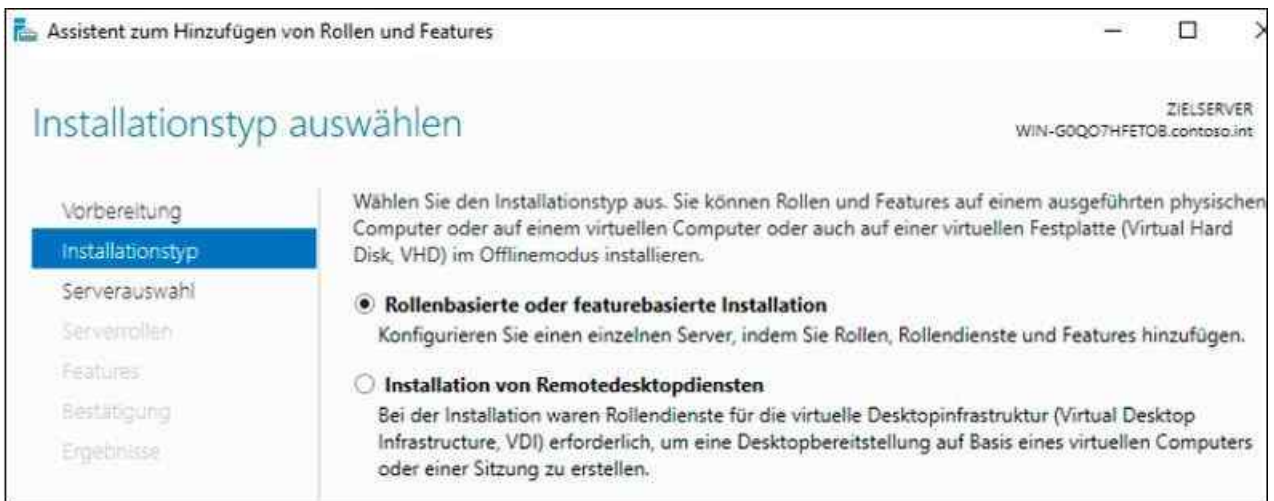 Assistent zum Hinzufügen von Rollen und Features
Installationstyp auswählen
ZIELSERVER
WIN-G0QO7HFETOB.contoso.int
Vorbereitung
Installationstyp
Serverauswahl
Serverrollen
Features
Bestätigung
Ergebnisse
Wählen Sie den Installationstyp aus. Sie können Rollen und Features auf einem ausgeführten physischen
Computer oder auf einem virtuellen Computer oder auch auf einer virtuellen Festplatte (Virtual Hard
Disk, VHD) im Offlinemodus installieren.
Rollenbasierte oder featurebasierte Installation
Konfigurieren Sie einen einzelnen Server, indem Sie Rollen, Rollendienste und Features hinzufügen.
Installation von Remotedesktopdiensten
Bei der Installation waren Rollendienste für die virtuelle Desktopinfrastruktur (Virtual Desktop
Infrastructure, VDI) erforderlich, um eine Desktopbereitstellung auf Basis eines virtuellen Computers
oder einer Sitzung zu erstellen.